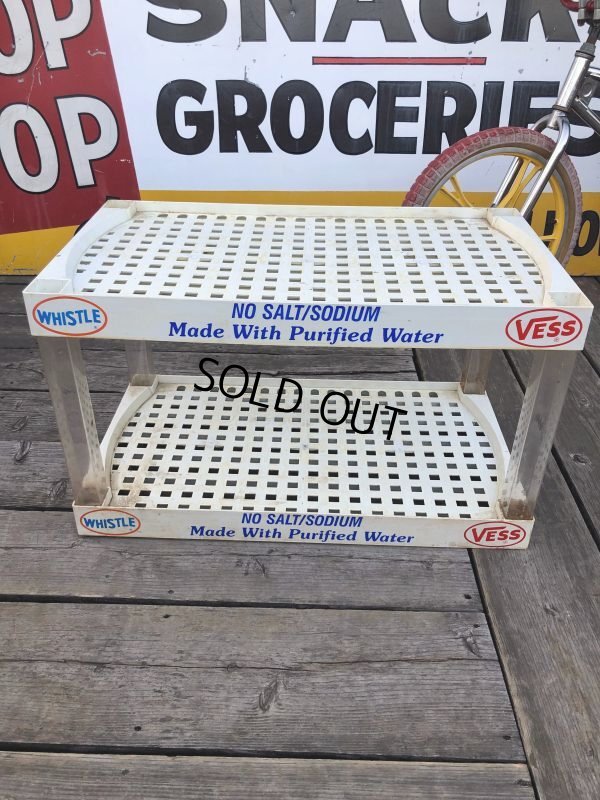 SNACK
OP
OP
GROCERIES
WHISTLE
NO SALT/SODIUM
Made With Purified Water
VESS
SOLD OUT
WHISTLE
NO SALT/SODIUM
Made With Purified Water
VESS